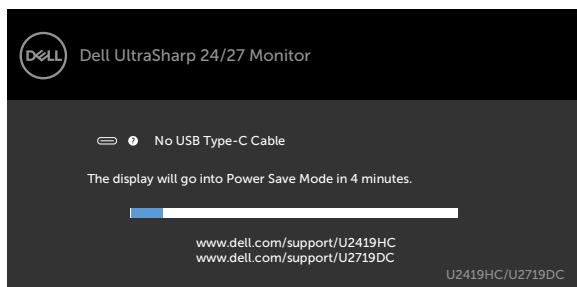 DELL
Dell UltraSharp 24/27 Monitor
? No USB Type-C Cable
The display will go into Power Save Mode in 4 minutes.
www.dell.com/support/U2419HC
www.dell.com/support/U2719DC
U2419HC/U2719DC